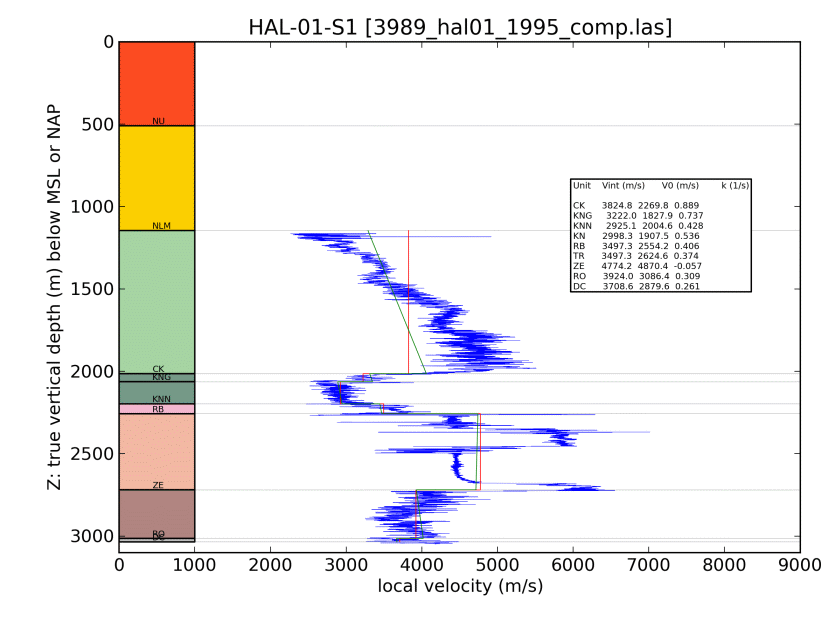 HAL-01-S1 [3989_hal01_1995_comp.las]
Z: true vertical depth (m) below MSL or NAP
0
500
1000
1500
2000
2500
3000
NU
NLM
CK
KNG
KNN
RB
ZE
RO
DC
Unit Vint (m/s) V0 (m/s) k (1/s)
CK 3824.8 2269.8 0.889
KNG 3222.0 1827.9 0.737
KNN 2925.1 2004.6 0.428
KN 2998.3 1907.5 0.536
RB 3497.3 2554.2 0.406
TR 3497.3 2624.6 0.374
ZE 4774.2 4870.4 -0.057
RO 3924.0 3086.4 0.309
DC 3708.6 2879.6 0.261
0 1000 2000 3000 4000 5000 6000 7000 8000 9000
local velocity (m/s)